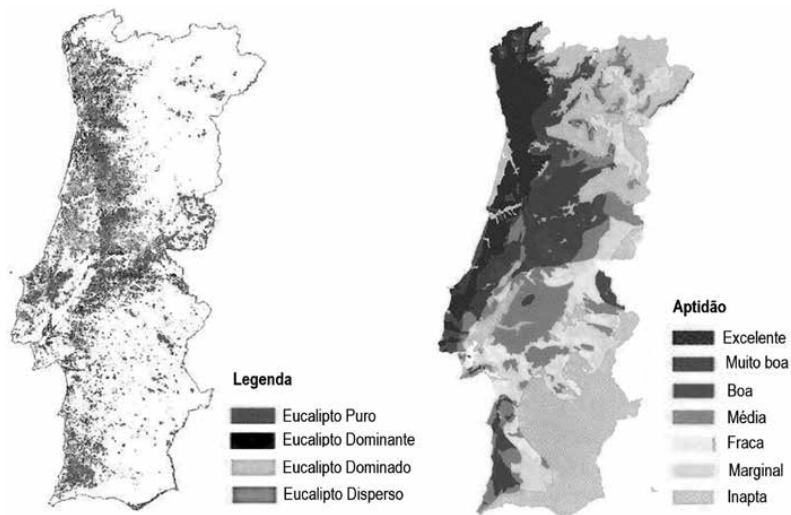 Legenda
Eucalipto Puro
Eucalipto Dominante
Eucalipto Dominado
Eucalipto Disperso
Aptidão
Excelente
Muito boa
Boa
Média
Fraca
Marginal
Inapta